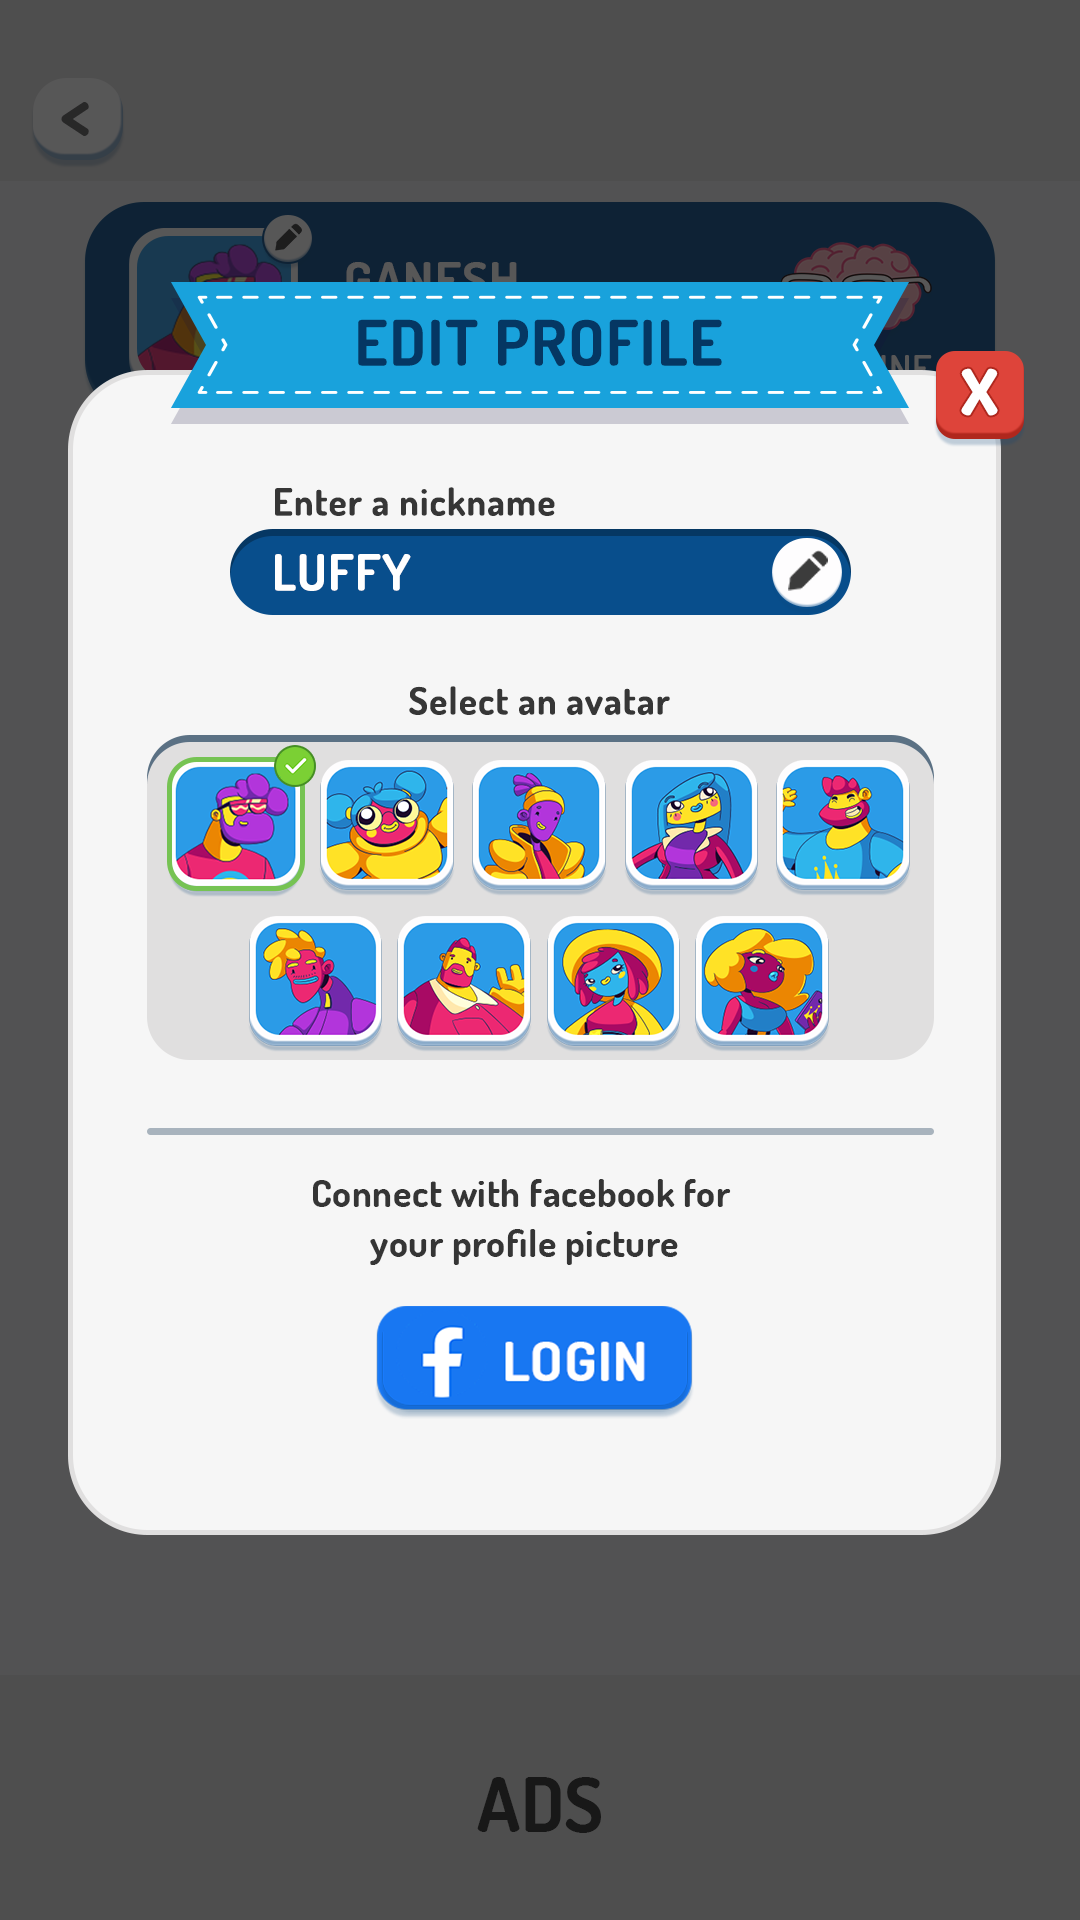 <
GANESH
EDIT PROFILE
X
Enter a nickname
LUFFY
Select an avatar
Connect with facebook for
your profile picture
f LOGIN
ADS